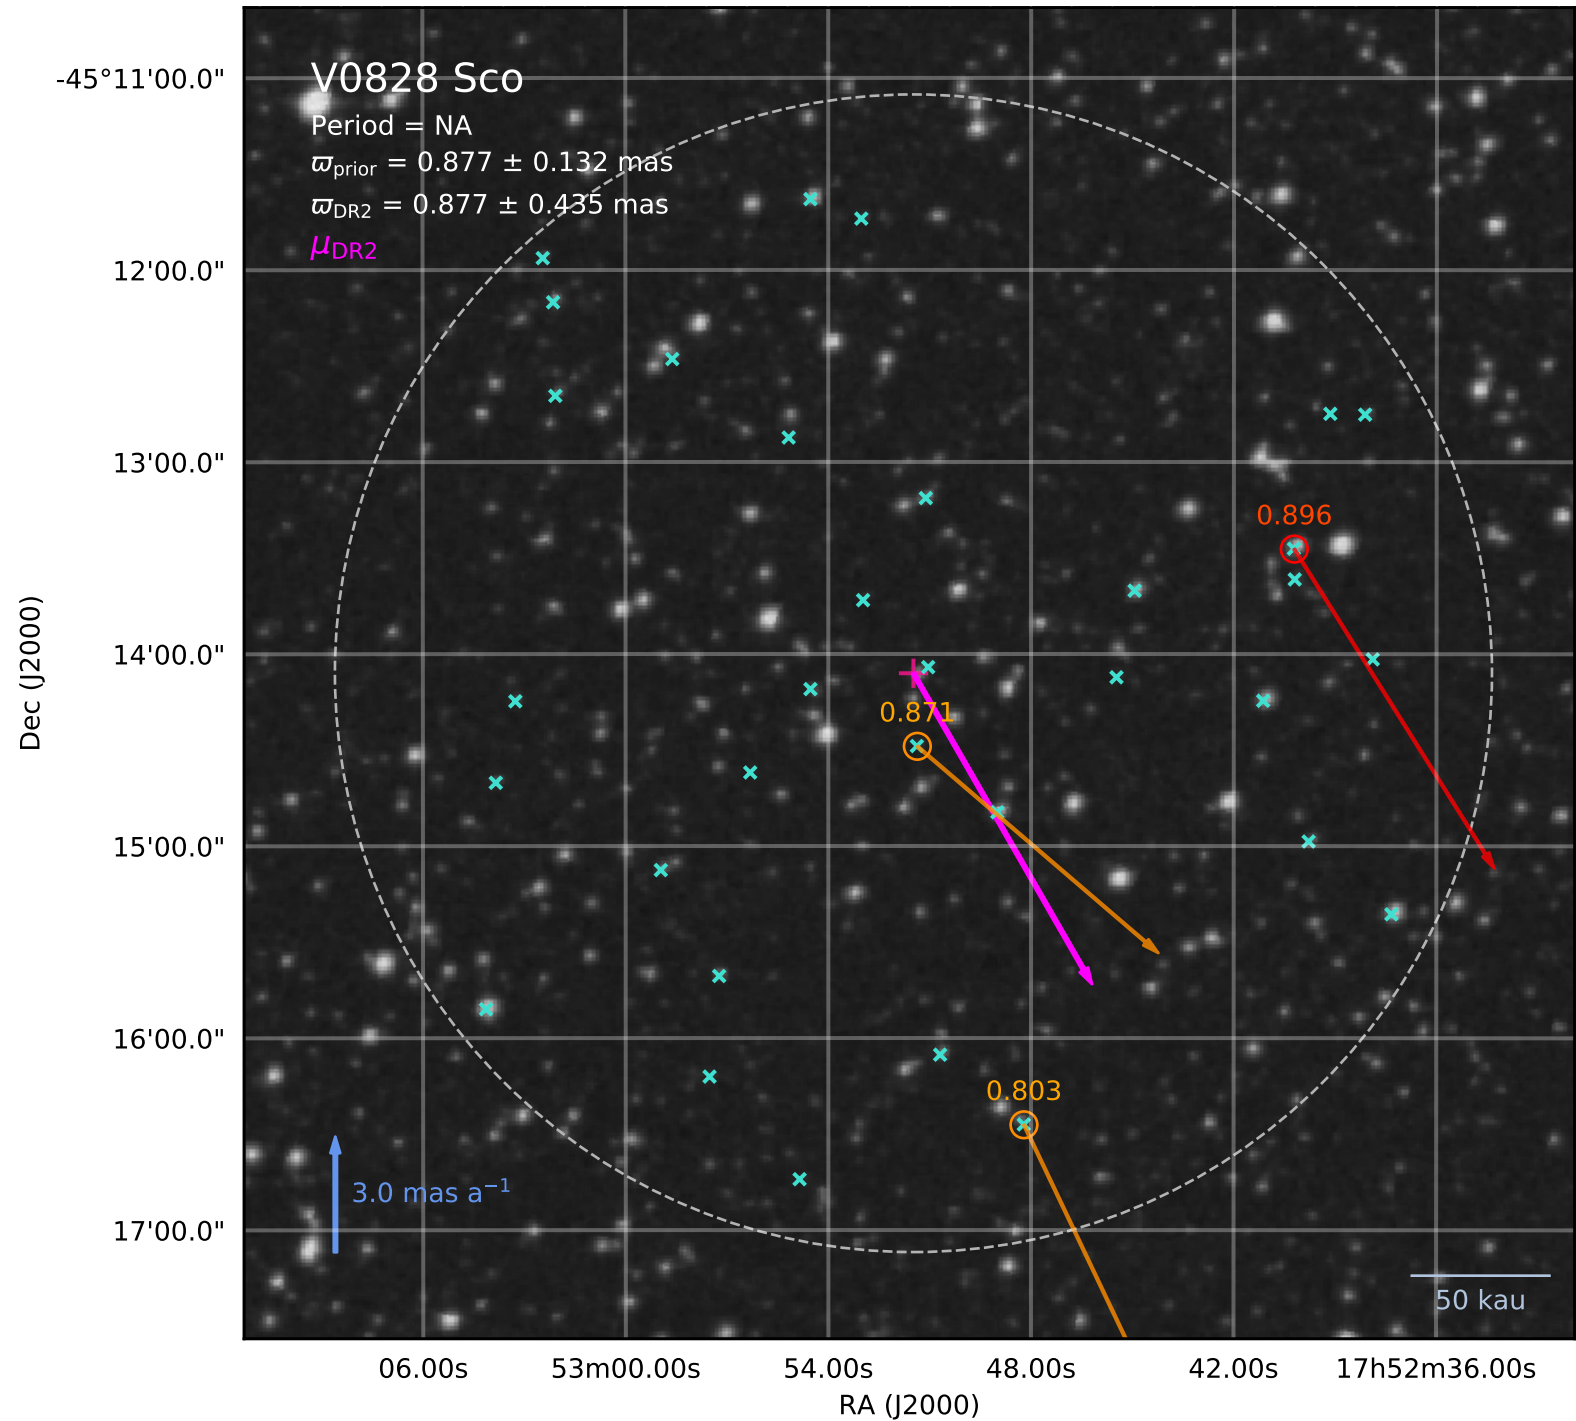 -45°11'00.0"
V0828 Sco
Period = NA
ϖprior = 0.877 ± 0.132 mas
ϖDR2 = 0.877 ± 0.435 mas
μDR2
12'00.0"
13'00.0"
0.896
14'00.0"
0.871
15'00.0"
16'00.0"
0.803
3.0 mas a⁻¹
17'00.0"
50 kau
06.00s
53m00.00s
54.00s
48.00s
42.00s
17h52m36.00s
RA (J2000)
Dec (J2000)